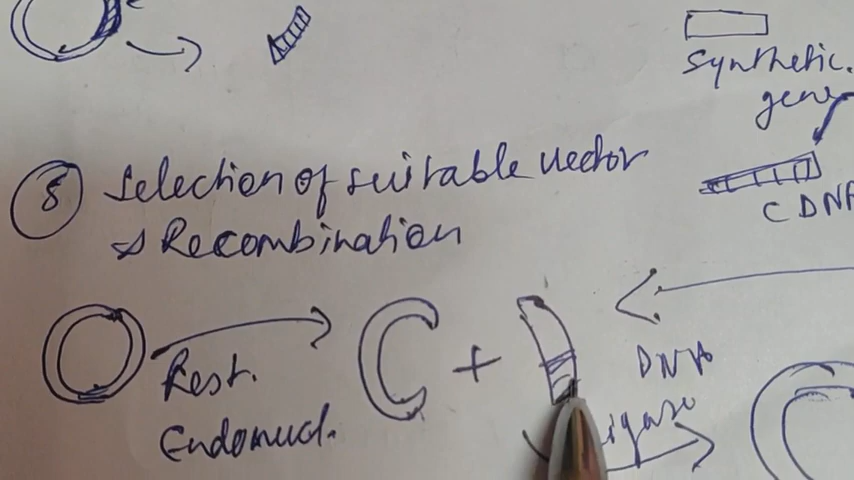 Synthetic.
gene
CDNA
8 Selection of suitable vector
& Recombination
Rest.
Endonucl.
C + 
DNA
ligase